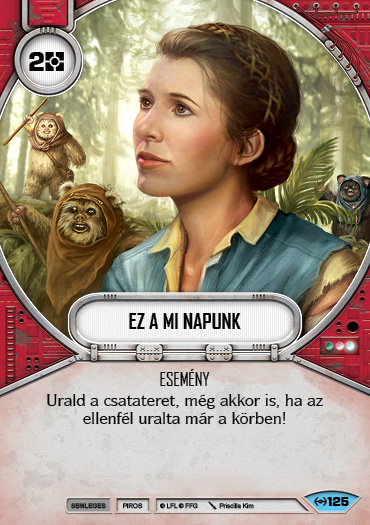 2
EZ A MI NAPUNK
ESEMÉNY
Urald a csatateret, még akkor is, ha az
ellenfél uralta már a körben!
SEMLEGES PIROS © LFL © FFG Priscilla Kim 125